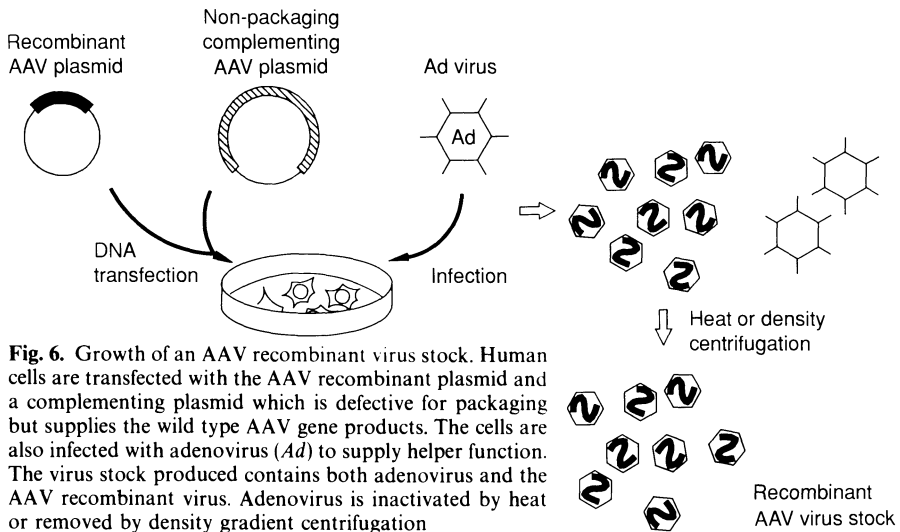 Recombinant
AAV plasmid
Non-packaging
complementing
AAV plasmid
Ad virus
Ad
DNA
transfection
Infection
Heat or density
centrifugation
Fig. 6. Growth of an AAV recombinant virus stock. Human
cells are transfected with the AAV recombinant plasmid and
a complementing plasmid which is defective for packaging
but supplies the wild type AAV gene products. The cells are
also infected with adenovirus (Ad) to supply helper function.
The virus stock produced contains both adenovirus and the
AAV recombinant virus. Adenovirus is inactivated by heat
or removed by density gradient centrifugation
Recombinant
AAV virus stock